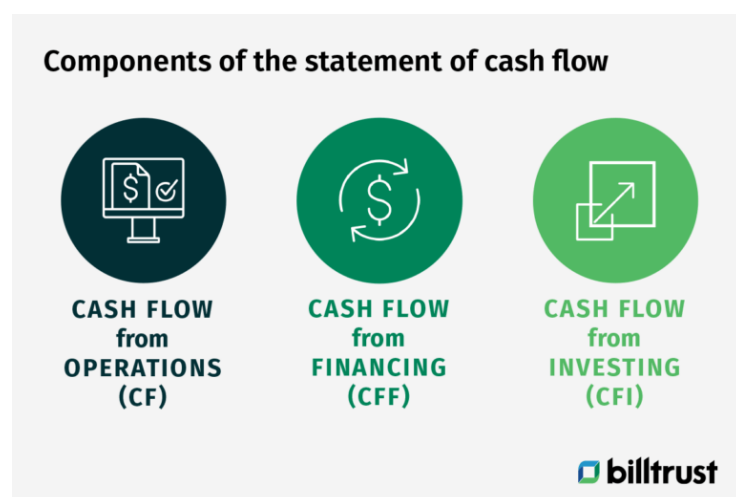 Components of the statement of cash flow
$
$
CASH FLOW
from
OPERATIONS
(CF)
CASH FLOW
from
FINANCING
(CFF)
CASH FLOW
from
INVESTING
(CFI)
billtrust